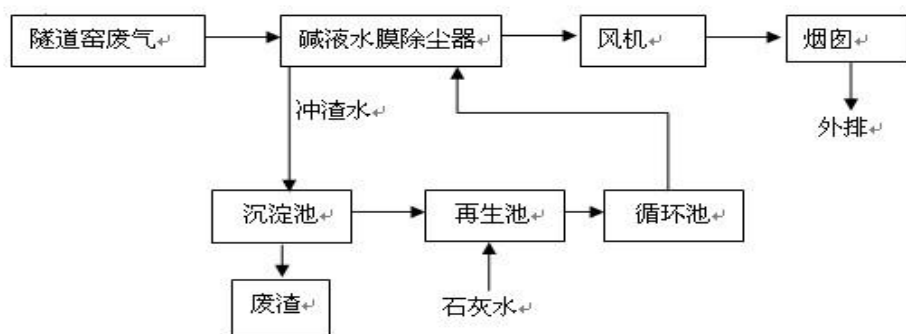 隧道窑废气
碱液水膜除尘器
风机
烟囱
冲渣水
外排
沉淀池
再生池
循环池
废渣
石灰水